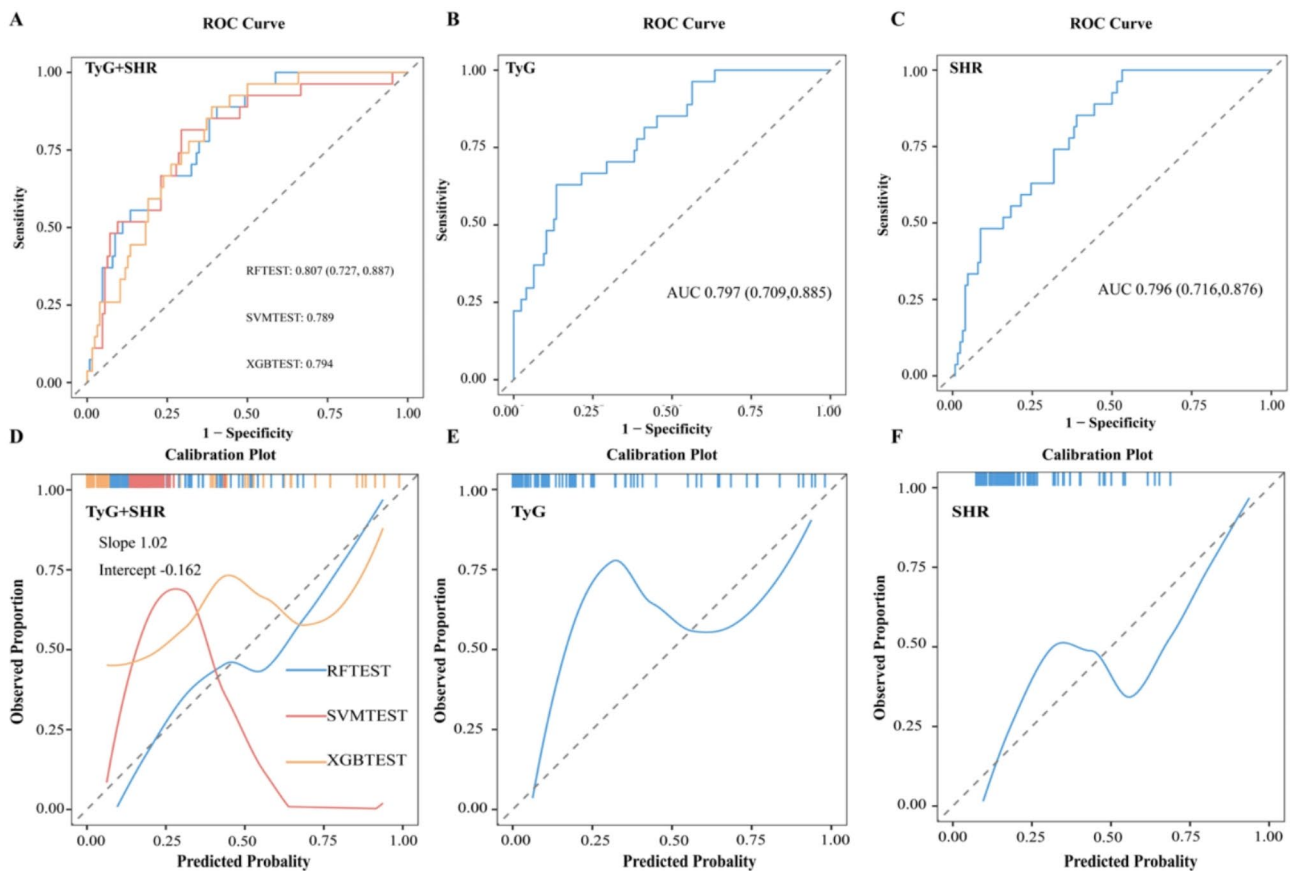 A
ROC Curve
TyG+SHR
1.00
0.75
0.50
0.25
0.00
Sensitivity
RFTEST: 0.807 (0.727, 0.887)
SVMTEST: 0.789
XGBTEST: 0.794
0.00
0.25
0.50
0.75
1.00
1 − Specificity
B
ROC Curve
TyG
1.00
0.75
0.50
0.25
0.00
Sensitivity
AUC 0.797 (0.709,0.885)
0.00
0.25
0.50
0.75
1.00
1 − Specificity
C
ROC Curve
SHR
1.00
0.75
0.50
0.25
0.00
Sensitivity
AUC 0.796 (0.716,0.876)
0.00
0.25
0.50
0.75
1.00
1 − Specificity
D
Calibration Plot
1.00
0.75
0.50
0.25
0.00
Observed Proportion
TyG+SHR
Slope 1.02
Intercept -0.162
RFTEST
SVMTEST
XGBTEST
0.00
0.25
0.50
0.75
1.00
Predicted Probality
E
Calibration Plot
1.00
0.75
0.50
0.25
0.00
Observed Proportion
TyG
0.00
0.25
0.50
0.75
1.00
Predicted Probality
F
Calibration Plot
1.00
0.75
0.50
0.25
0.00
Observed Proportion
SHR
0.00
0.25
0.50
0.75
1.00
Predicted Probality